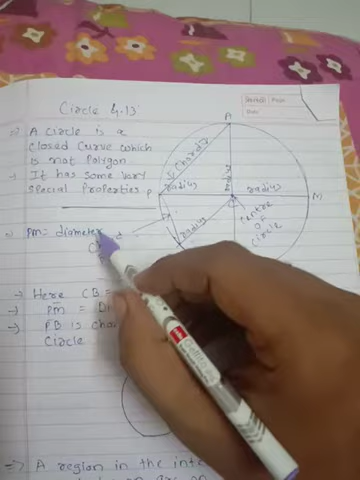 Circle 4.13
⇒ A circle is a
closed curve which
is not Polygon
→ It has some very
special Properties
⇒ PM = diameter
→ Here CB =
→ PM = Di
→ PB is cho
Circle
⇒ A region in the inte
A
P
M
C
Chord
radius
radius
radius
radius
Centre
of
Circle
Date
Page
Date
cello